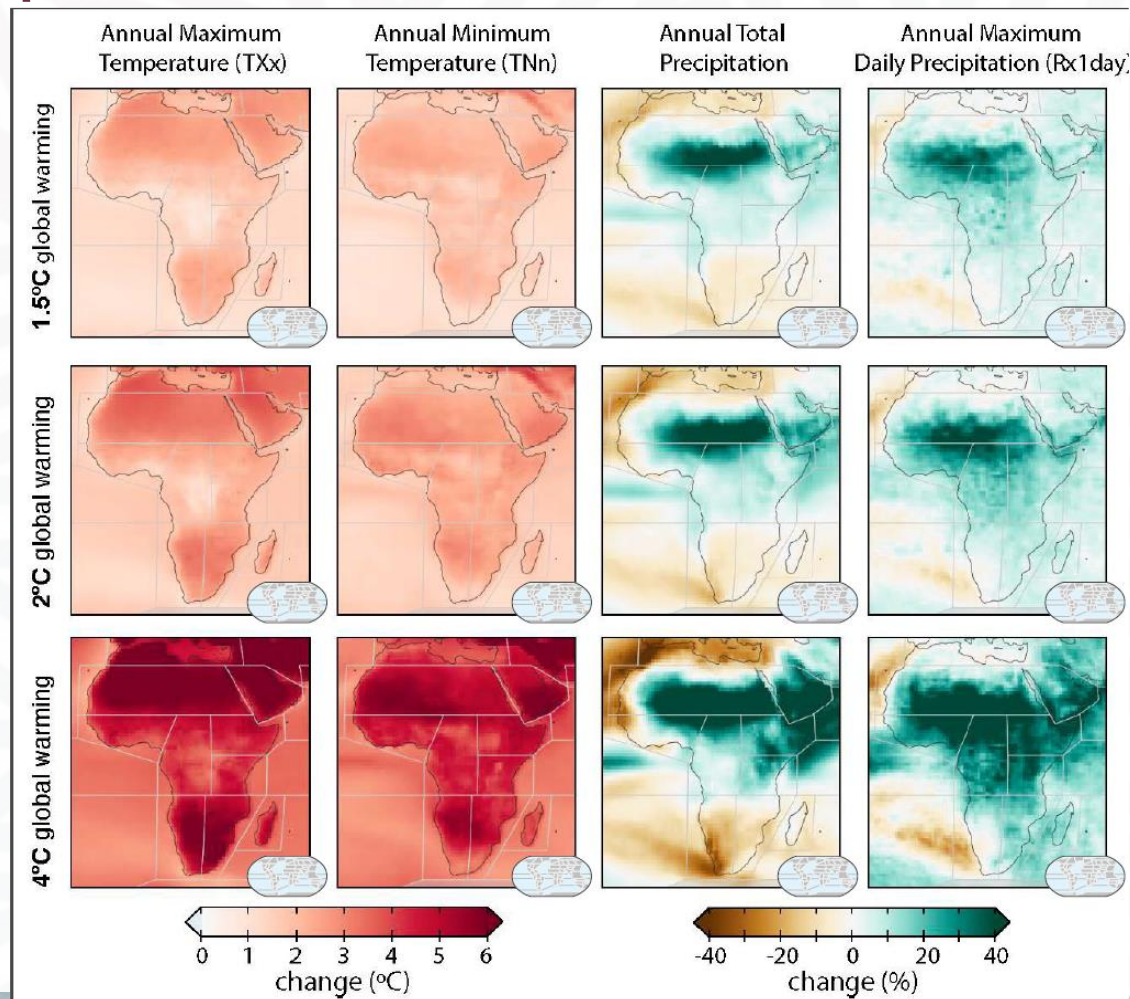 Annual Maximum
Temperature (TXx)
Annual Minimum
Temperature (TNn)
Annual Total
Precipitation
Annual Maximum
Daily Precipitation (Rx1day)
1.5ºC global warming
2ºC global warming
4ºC global warming
0 1 2 3 4 5 6
change (ºC)
-40 -20 0 20 40
change (%)